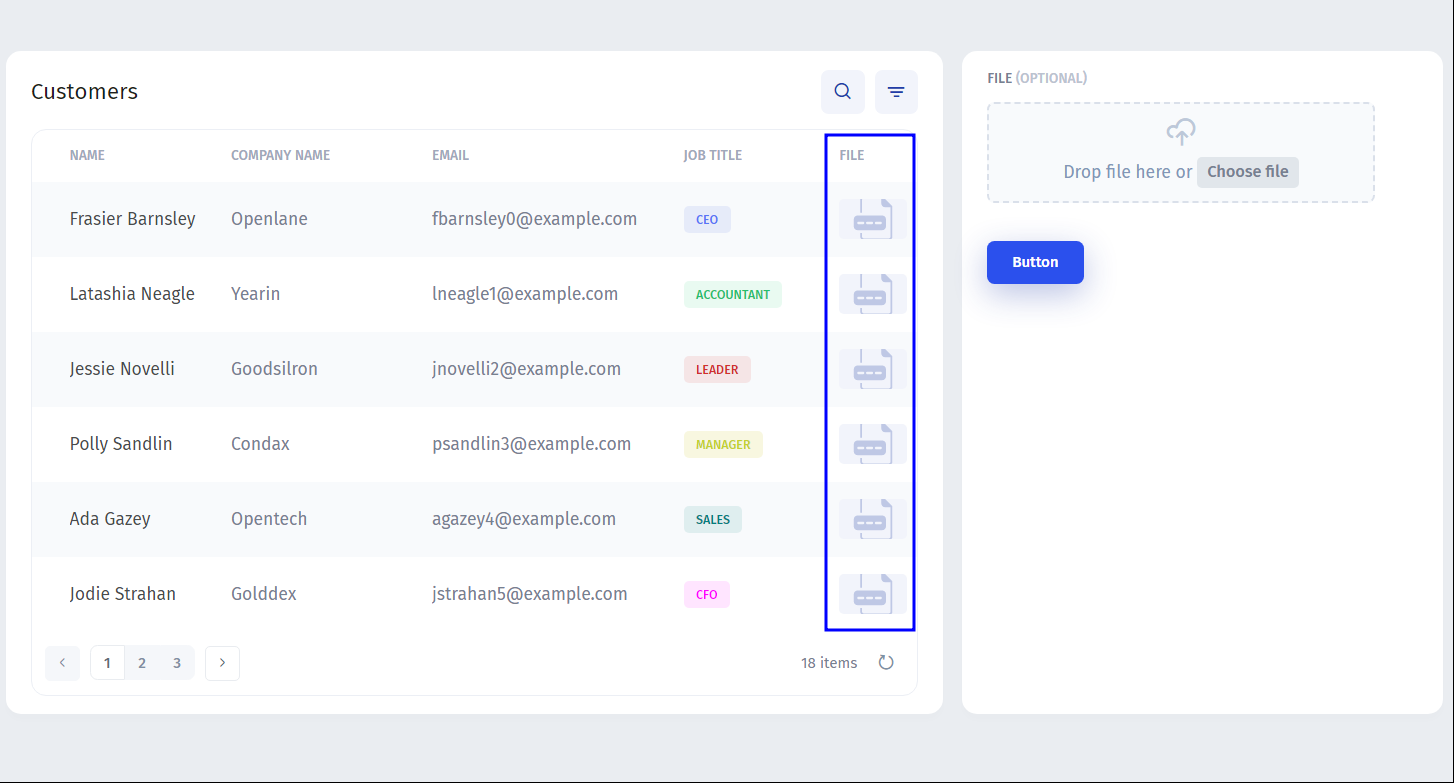 Customers
NAME COMPANY NAME EMAIL JOB TITLE FILE
Frasier Barnsley Openlane fbarnsley0@example.com CEO
Latashia Neagle Yearin lneagle1@example.com ACCOUNTANT
Jessie Novelli Goodsilron jnovelli2@example.com LEADER
Polly Sandlin Condax psandlin3@example.com MANAGER
Ada Gazey Opentech agazey4@example.com SALES
Jodie Strahan Golddex jstrahan5@example.com CFO
1 2 3 18 items
FILE (OPTIONAL)
Drop file here or Choose file
Button